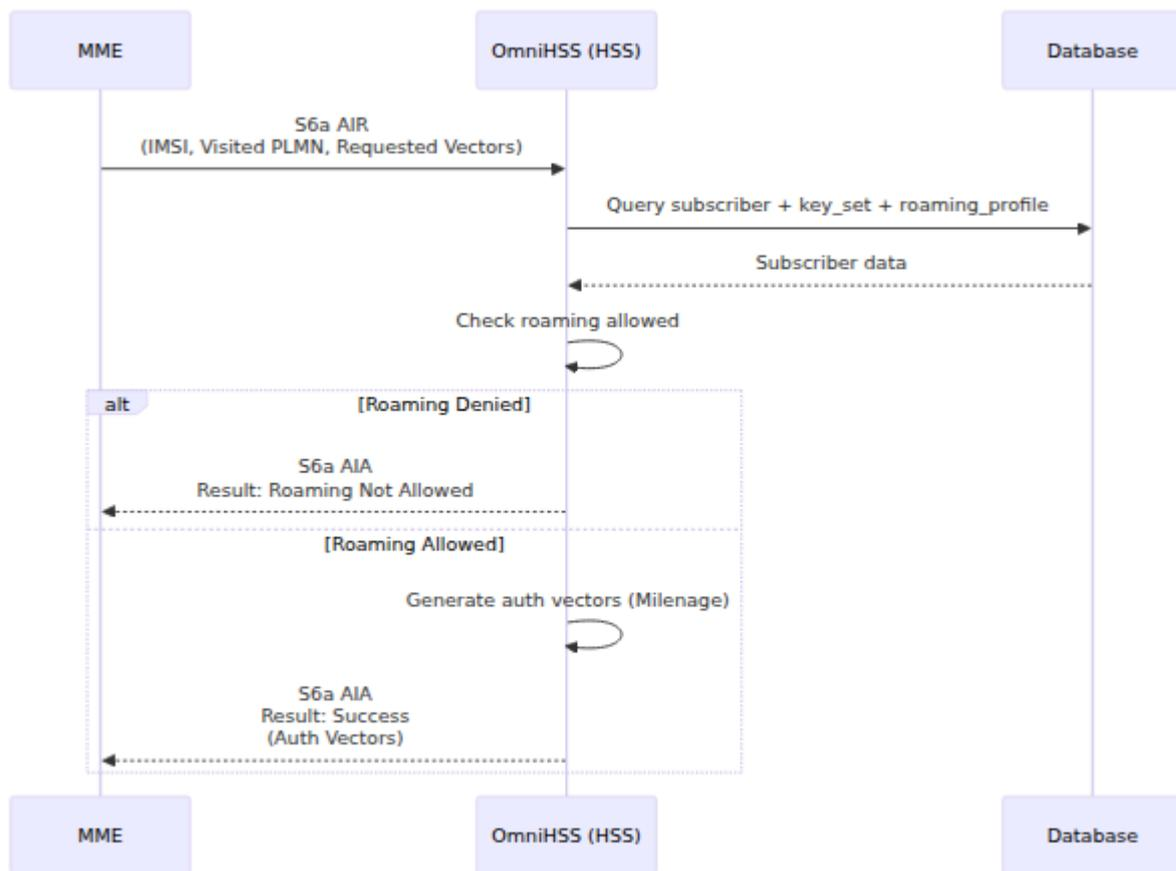 MME
OmniHSS (HSS)
Database
S6a AIR
(IMSI, Visited PLMN, Requested Vectors)
Query subscriber + key_set + roaming_profile
Subscriber data
Check roaming allowed
alt
[Roaming Denied]
S6a AIA
Result: Roaming Not Allowed
[Roaming Allowed]
Generate auth vectors (Milenage)
S6a AIA
Result: Success
(Auth Vectors)
MME
OmniHSS (HSS)
Database